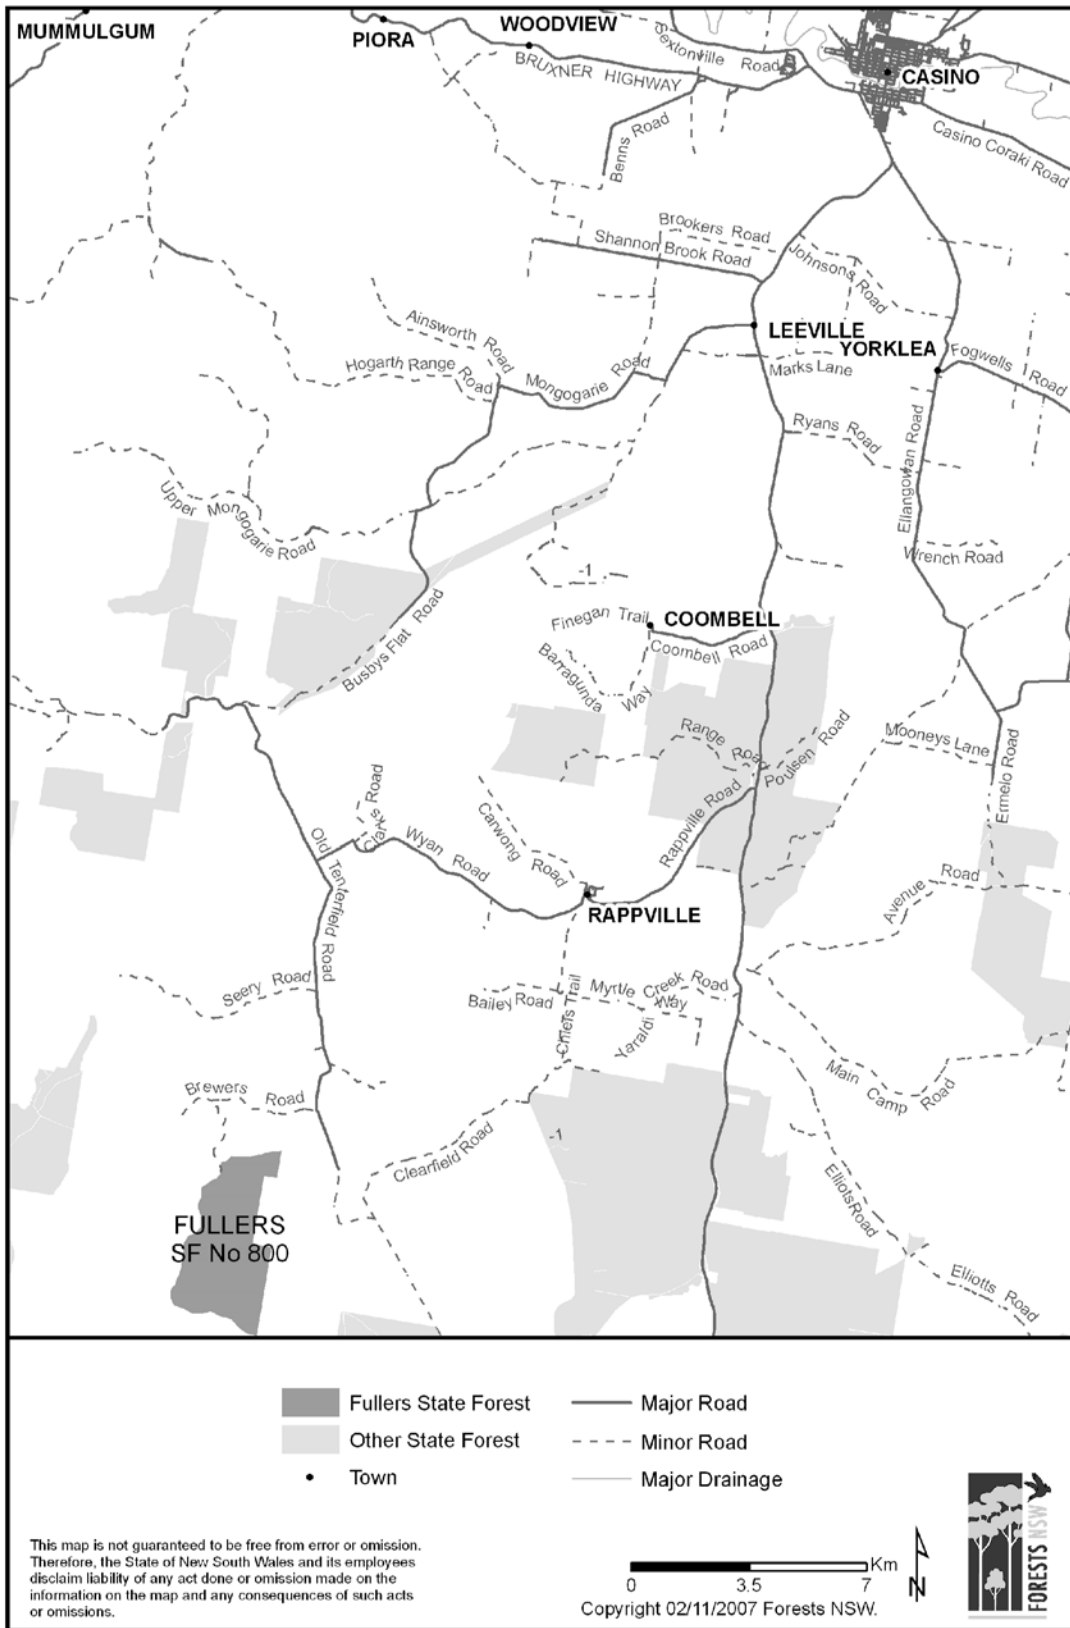 MUMMULGUM
PIORA
WOODVIEW
BRUXNER HIGHWAY
Sextonville Road
CASINO
Casino Coraki Road
Benns Road
Brookers Road
Shannon Brook Road
Johnsons Road
LEEVILLE
YORKLEA
Fogwells Road
Marks Lane
Ainsworth Road
Hogarth Range Road
Mongogarie Road
Ryans Road
Ellangowan Road
Upper Mongogarie Road
Wrench Road
-1
Finegan Trail
COOMBELL
Coombell Road
Busbys Flat Road
Barragunda Way
Range Road
Poulsen Road
Mooneys Lane
Ermelo Road
Clarks Road
Carwong Road
Rappville Road
Old Tenterfield Road
Wyan Road
RAPPVILLE
Avenue Road
Seery Road
Bailey Road
Myrtle Creek Road
Chiefs Trail
Yaraldi Way
Main Camp Road
Brewers Road
Clearfield Road
-1
ElliotsRoad
Elliotts Road
FULLERS
SF No 800
Fullers State Forest
Other State Forest
Town
Major Road
Minor Road
Major Drainage
This map is not guaranteed to be free from error or omission.
Therefore, the State of New South Wales and its employees
disclaim liability of any act done or omission made on the
information on the map and any consequences of such acts
or omissions.
Km
0 3.5 7
N
Copyright 02/11/2007 Forests NSW.
FORESTS NSW